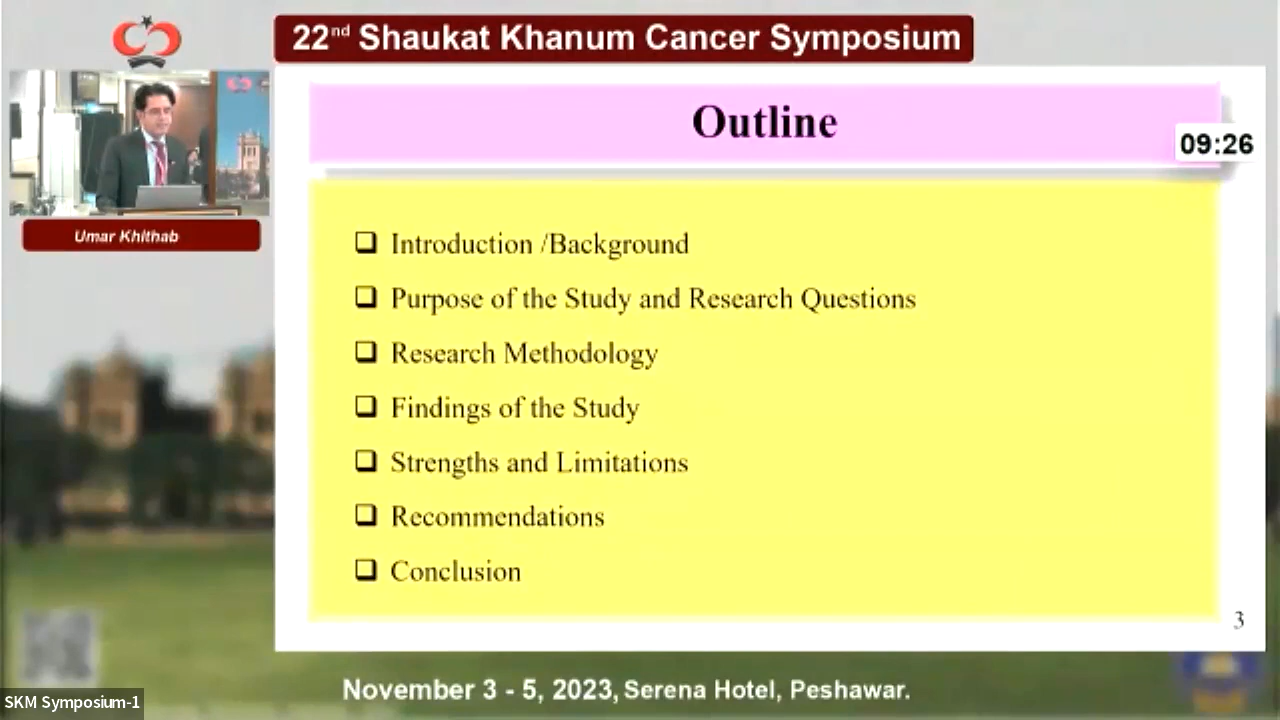 22nd Shaukat Khanum Cancer Symposium
Outline
09:26
Umar Khithab
❑ Introduction /Background
❑ Purpose of the Study and Research Questions
❑ Research Methodology
❑ Findings of the Study
❑ Strengths and Limitations
❑ Recommendations
❑ Conclusion
3
November 3 - 5, 2023, Serena Hotel, Peshawar.
SKM Symposium-1